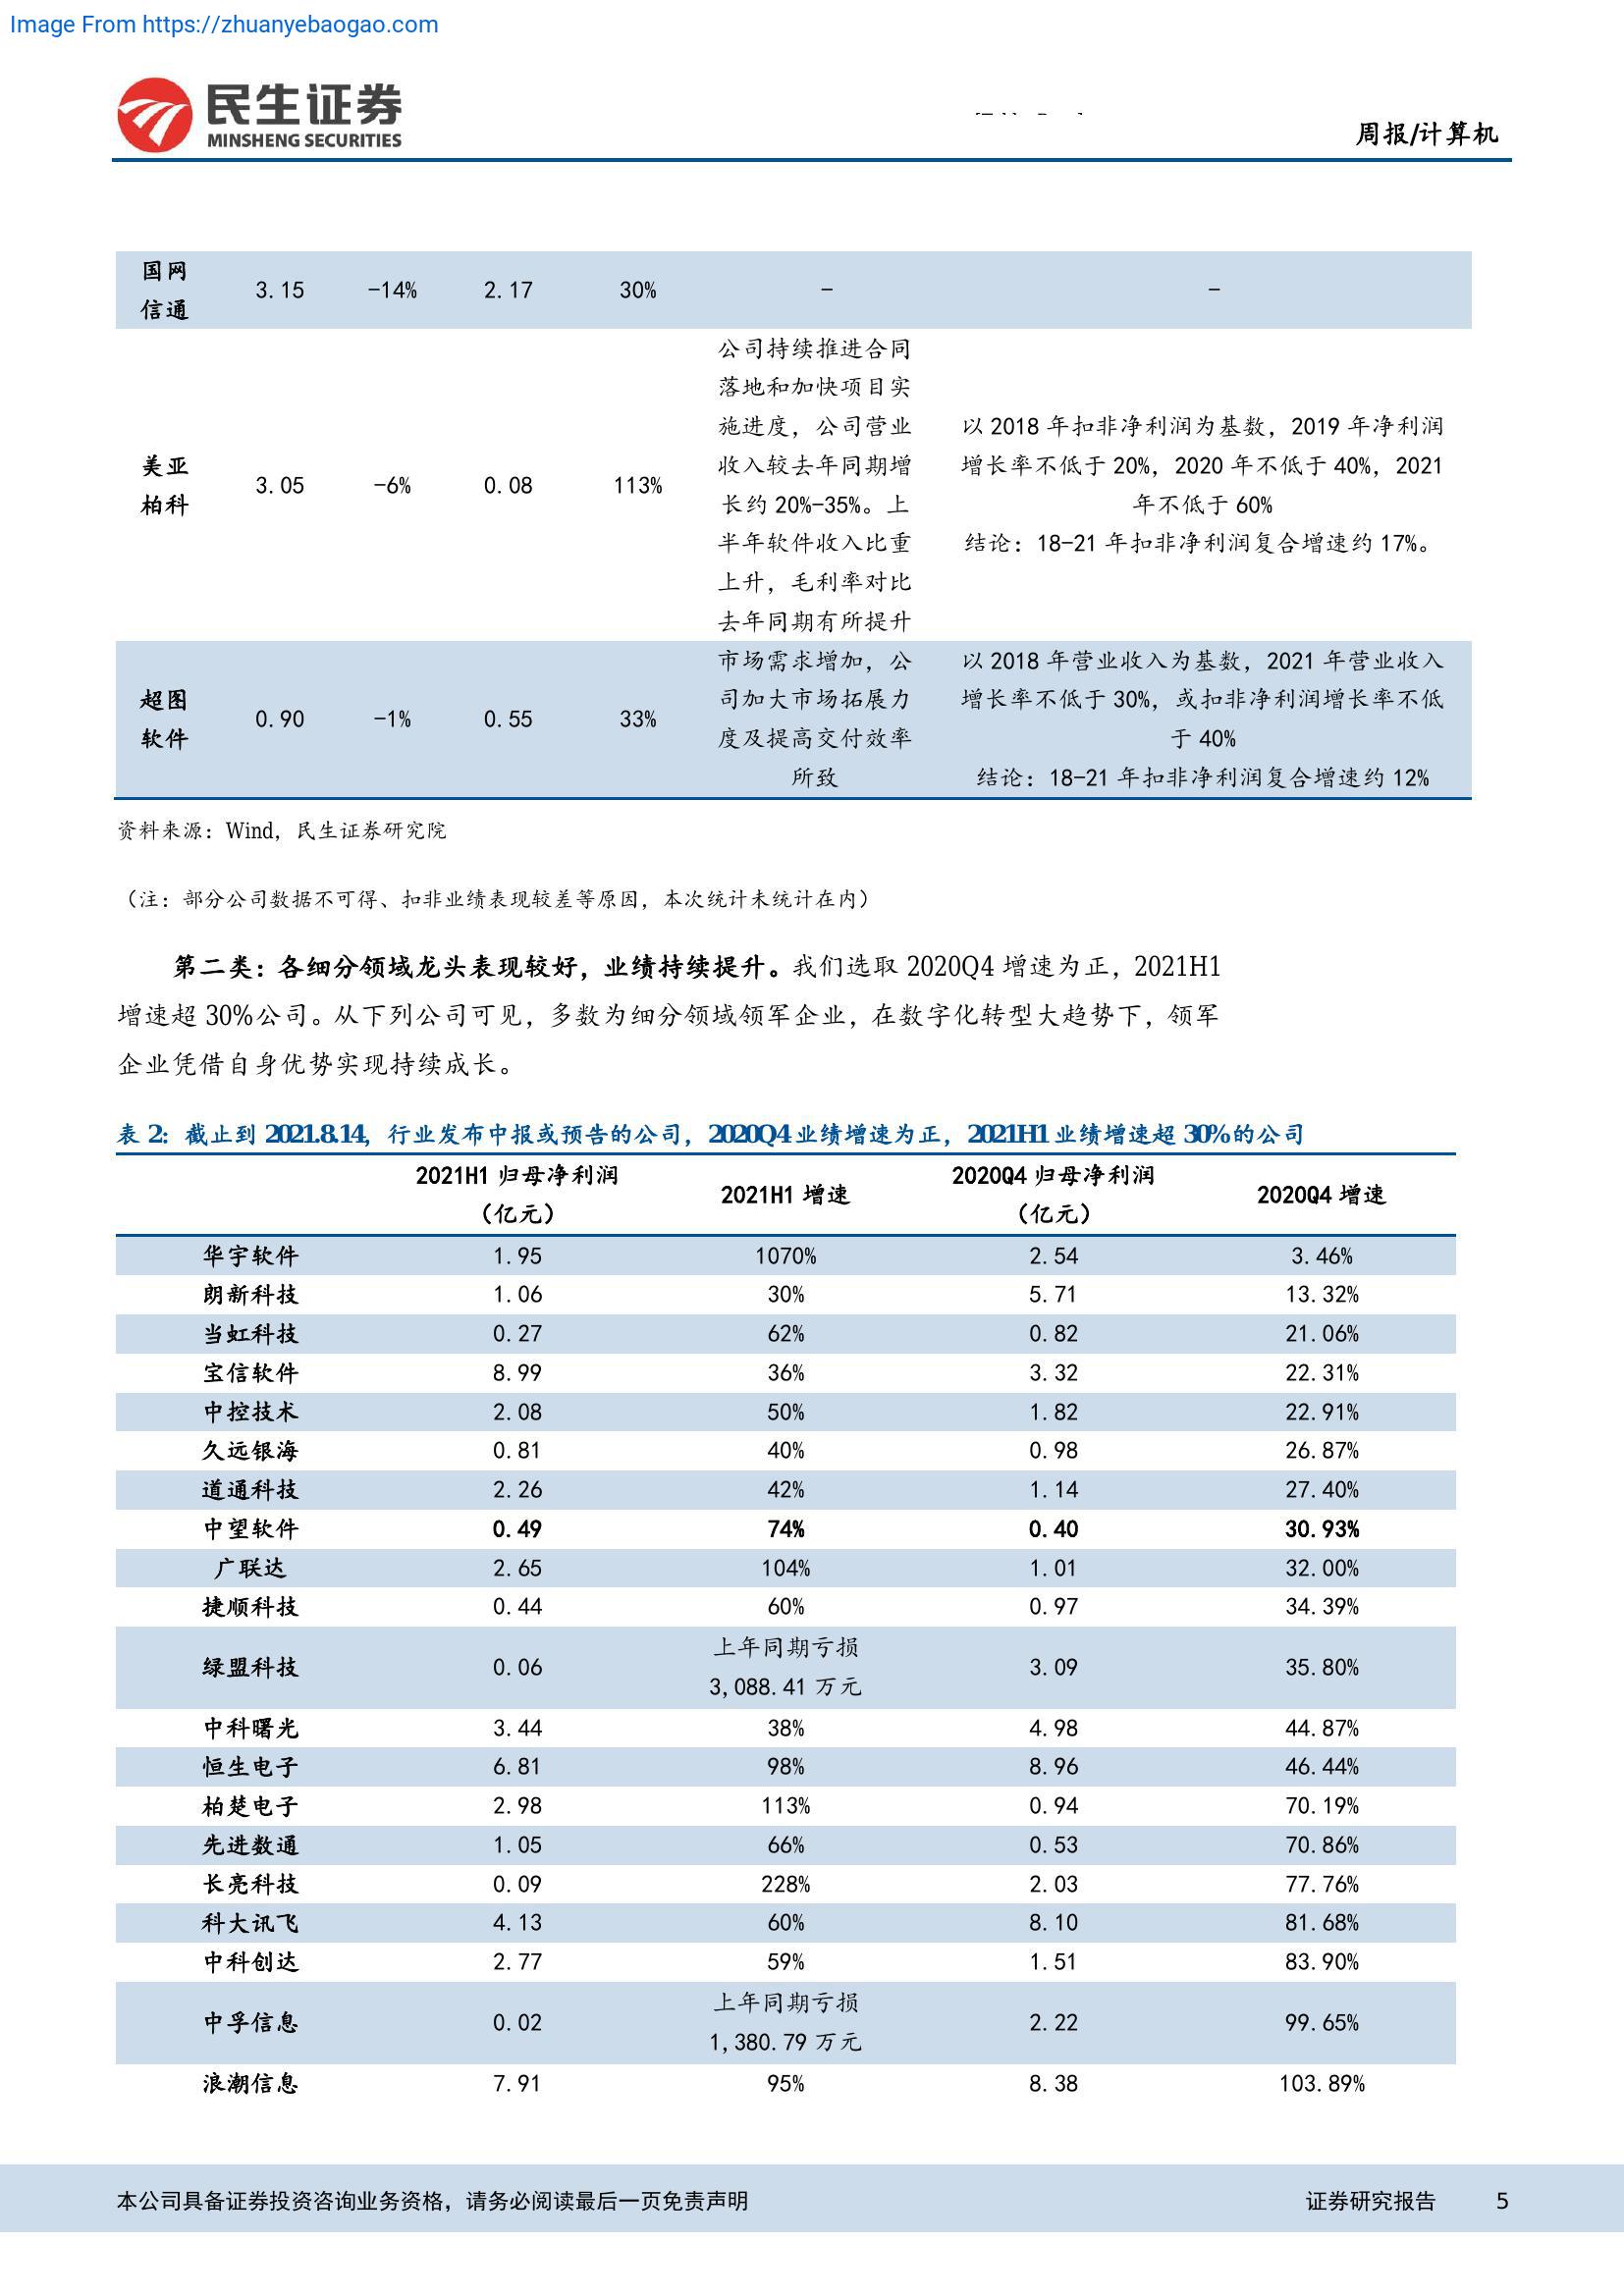 Image From https://zhuanyebaogao.com
民生证券
MINSHENG SECURITIES
周报/计算机
国网
信通
3.15 -14% 2.17 30% - -
美亚
柏科
3.05 -6% 0.08 113%
公司持续推进合同
落地和加快项目实
施进度，公司营业
收入较去年同期增
长约 20%-35%。上
半年软件收入比重
上升，毛利率对比
去年同期有所提升
以 2018 年扣非净利润为基数，2019 年净利润
增长率不低于 20%，2020 年不低于 40%，2021
年不低于 60%
结论：18-21 年扣非净利润复合增速约 17%。
超图
软件
0.90 -1% 0.55 33%
市场需求增加，公
司加大市场拓展力
度及提高交付效率
所致
以 2018 年营业收入为基数，2021 年营业收入
增长率不低于 30%，或扣非净利润增长率不低
于 40%
结论：18-21 年扣非净利润复合增速约 12%
资料来源：Wind，民生证券研究院
（注：部分公司数据不可得、扣非业绩表现较差等原因，本次统计未统计在内）
第二类：各细分领域龙头表现较好，业绩持续提升。我们选取 2020Q4 增速为正，2021H1
增速超 30%公司。从下列公司可见，多数为细分领域领军企业，在数字化转型大趋势下，领军
企业凭借自身优势实现持续成长。
表 2：截止到 2021.8.14，行业发布中报或预告的公司，2020Q4 业绩增速为正，2021H1 业绩增速超 30%的公司
2021H1 归母净利润
（亿元）
2021H1 增速
2020Q4 归母净利润
（亿元）
2020Q4 增速
华宇软件 1.95 1070% 2.54 3.46%
朗新科技 1.06 30% 5.71 13.32%
当虹科技 0.27 62% 0.82 21.06%
宝信软件 8.99 36% 3.32 22.31%
中控技术 2.08 50% 1.82 22.91%
久远银海 0.81 40% 0.98 26.87%
道通科技 2.26 42% 1.14 27.40%
中望软件 0.49 74% 0.40 30.93%
广联达 2.65 104% 1.01 32.00%
捷顺科技 0.44 60% 0.97 34.39%
绿盟科技 0.06
上年同期亏损
3,088.41 万元
3.09 35.80%
中科曙光 3.44 38% 4.98 44.87%
恒生电子 6.81 98% 8.96 46.44%
柏楚电子 2.98 113% 0.94 70.19%
先进数通 1.05 66% 0.53 70.86%
长亮科技 0.09 228% 2.03 77.76%
科大讯飞 4.13 60% 8.10 81.68%
中科创达 2.77 59% 1.51 83.90%
中孚信息 0.02
上年同期亏损
1,380.79 万元
2.22 99.65%
浪潮信息 7.91 95% 8.38 103.89%
本公司具备证券投资咨询业务资格，请务必阅读最后一页免责声明 证券研究报告 5